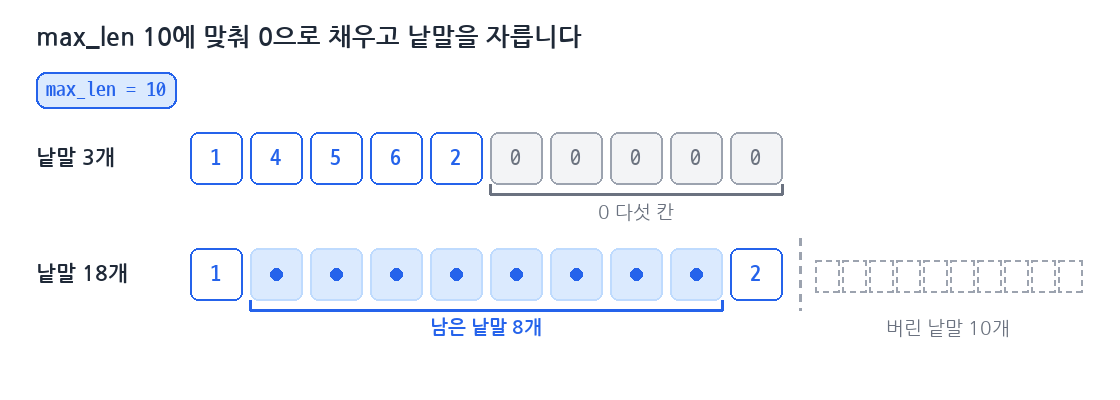 max_len 10에 맞춰 0으로 채우고 낱말을 자릅니다
max_len = 10
낱말 3개 1 4 5 6 2 0 0 0 0 0
0 다섯 칸
낱말 18개 1 2
남은 낱말 8개
버린 낱말 10개